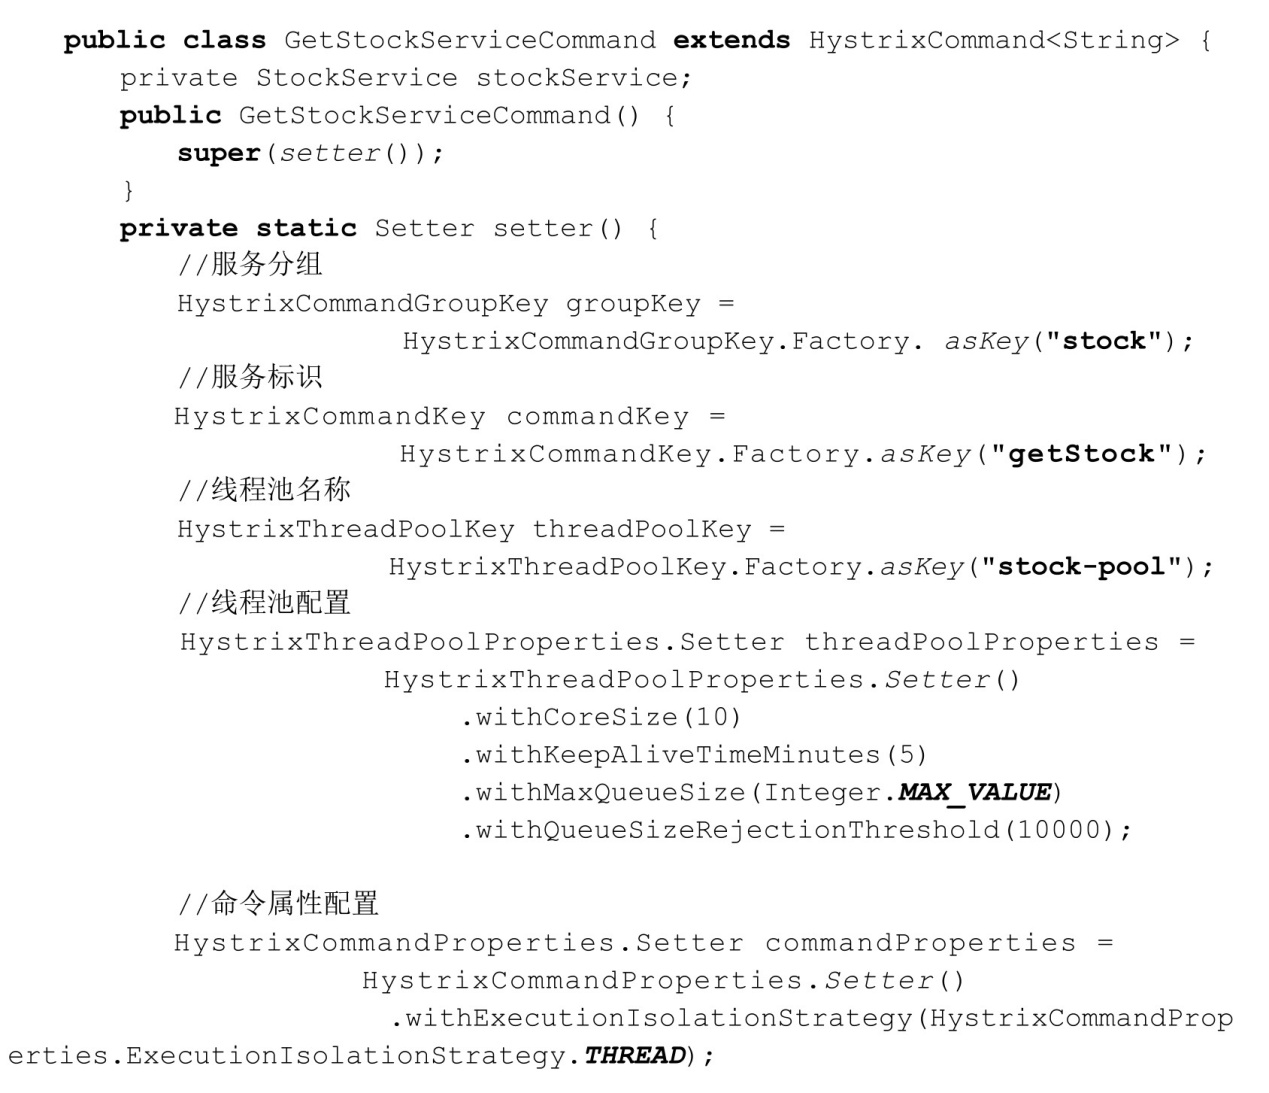 public class GetStockServiceCommand extends HystrixCommand<String> {
private StockService stockService;
public GetStockServiceCommand() {
super(setter());
}
private static Setter setter() {
//服务分组
HystrixCommandGroupKey groupKey =
HystrixCommandGroupKey.Factory. asKey("stock");
//服务标识
HystrixCommandKey commandKey =
HystrixCommandKey.Factory.asKey("getStock");
//线程池名称
HystrixThreadPoolKey threadPoolKey =
HystrixThreadPoolKey.Factory.asKey("stock-pool");
//线程池配置
HystrixThreadPoolProperties.Setter threadPoolProperties =
HystrixThreadPoolProperties.Setter()
.withCoreSize(10)
.withKeepAliveTimeMinutes(5)
.withMaxQueueSize(Integer.MAX_VALUE)
.withQueueSizeRejectionThreshold(10000);
//命令属性配置
HystrixCommandProperties.Setter commandProperties =
HystrixCommandProperties.Setter()
.withExecutionIsolationStrategy(HystrixCommandProp
erties.ExecutionIsolationStrategy.THREAD);